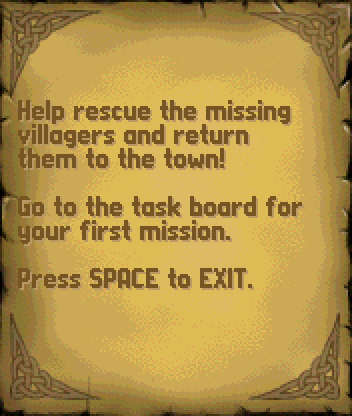 Help rescue the missing
villagers and return
them to the town!
Go to the task board for
your first mission.
Press SPACE to EXIT.